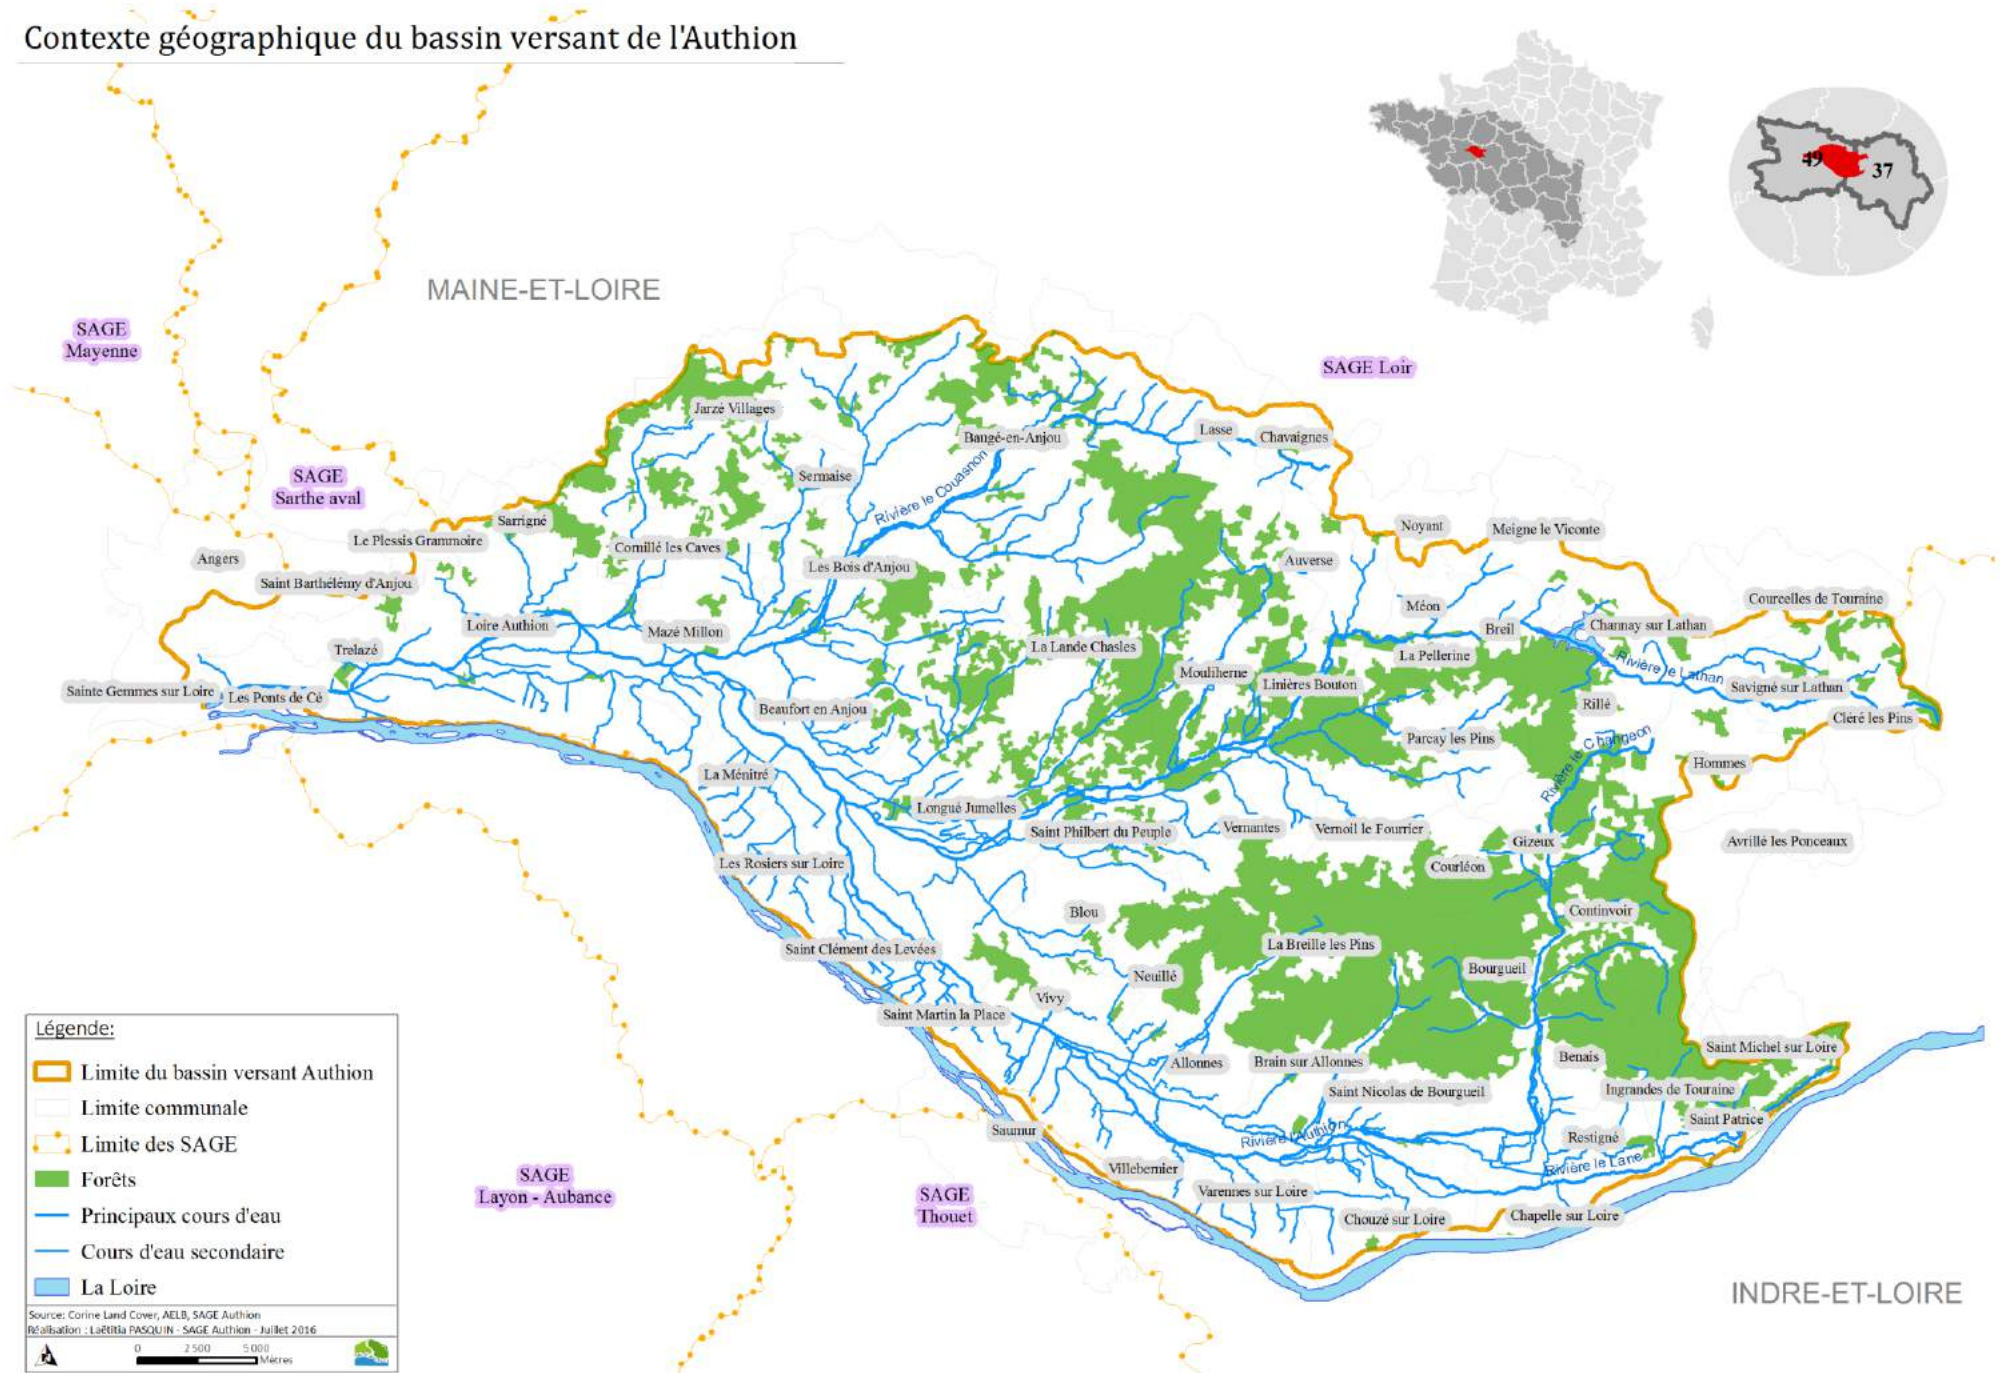 Contexte géographique du bassin versant de l'Authion
49
37
MAINE-ET-LOIRE
SAGE
Mayenne
SAGE Loir
Jarzé Villages
Baugé-en-Anjou
Lasse
Chavaignes
SAGE
Sarthe aval
Sermaise
Rivière le Couasnon
Sarrigné
Noyant
Meigne le Viconte
Le Plessis Grammoire
Cornillé les Caves
Angers
Les Bois d'Anjou
Auverse
Saint Barthélémy d'Anjou
Méon
Courcelles de Touraine
Loire Authion
Mazé Millon
Breil
Channay sur Lathan
Trelazé
La Lande Chasles
La Pellerine
Rivière le Lathan
Mouliherne
Linières Bouton
Sainte Gemmes sur Loire
Les Ponts de Cé
Savigné sur Lathan
Beaufort en Anjou
Rillé
Cléré les Pins
Parcay les Pins
Rivière le Changeon
La Ménitré
Hommes
Longué Jumelles
Saint Philbert du Peuple
Vernantes
Vernoil le Fourrier
Gizeux
Avrillé les Ponceaux
Les Rosiers sur Loire
Courléon
Blou
Continvoir
Saint Clément des Levées
La Breille les Pins
Neuillé
Bourgueil
Vivy
Saint Martin la Place
Saint Michel sur Loire
Allonnes
Brain sur Allonnes
Benais
Saint Nicolas de Bourgueil
Ingrandes de Touraine
Saint Patrice
Saumur
Rivière l'Authion
Restigné
Rivière le Lane
Villebernier
SAGE
Layon - Aubance
SAGE
Thouet
Varennes sur Loire
Chouzé sur Loire
Chapelle sur Loire
INDRE-ET-LOIRE
Légende:
Limite du bassin versant Authion
Limite communale
Limite des SAGE
Forêts
Principaux cours d'eau
Cours d'eau secondaire
La Loire
Source: Corine Land Cover, AELB, SAGE Authion
Réalisation : Laëtitia PASQUIN - SAGE Authion - Juillet 2016
0 2 500 5 000
Mètres